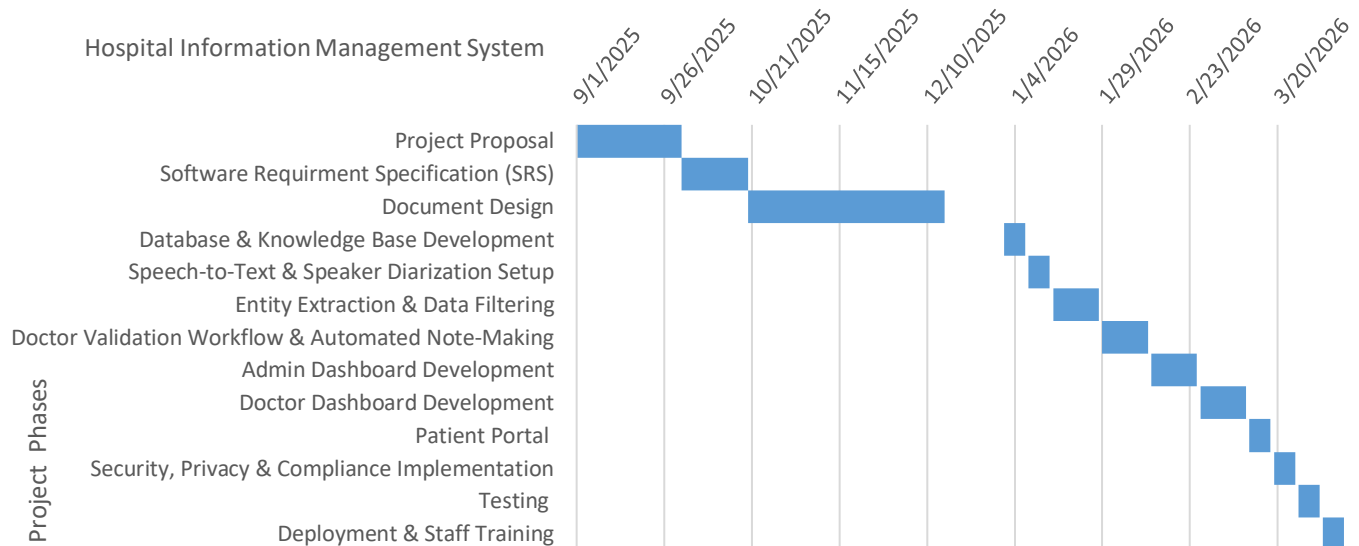 Hospital Information Management System
9/1/2025
9/26/2025
10/21/2025
11/15/2025
12/10/2025
1/4/2026
1/29/2026
2/23/2026
3/20/2026
Project Proposal
Software Requirment Specification (SRS)
Document Design
Database & Knowledge Base Development
Speech-to-Text & Speaker Diarization Setup
Entity Extraction & Data Filtering
Doctor Validation Workflow & Automated Note-Making
Admin Dashboard Development
Doctor Dashboard Development
Patient Portal
Security, Privacy & Compliance Implementation
Testing
Deployment & Staff Training
Project Phases